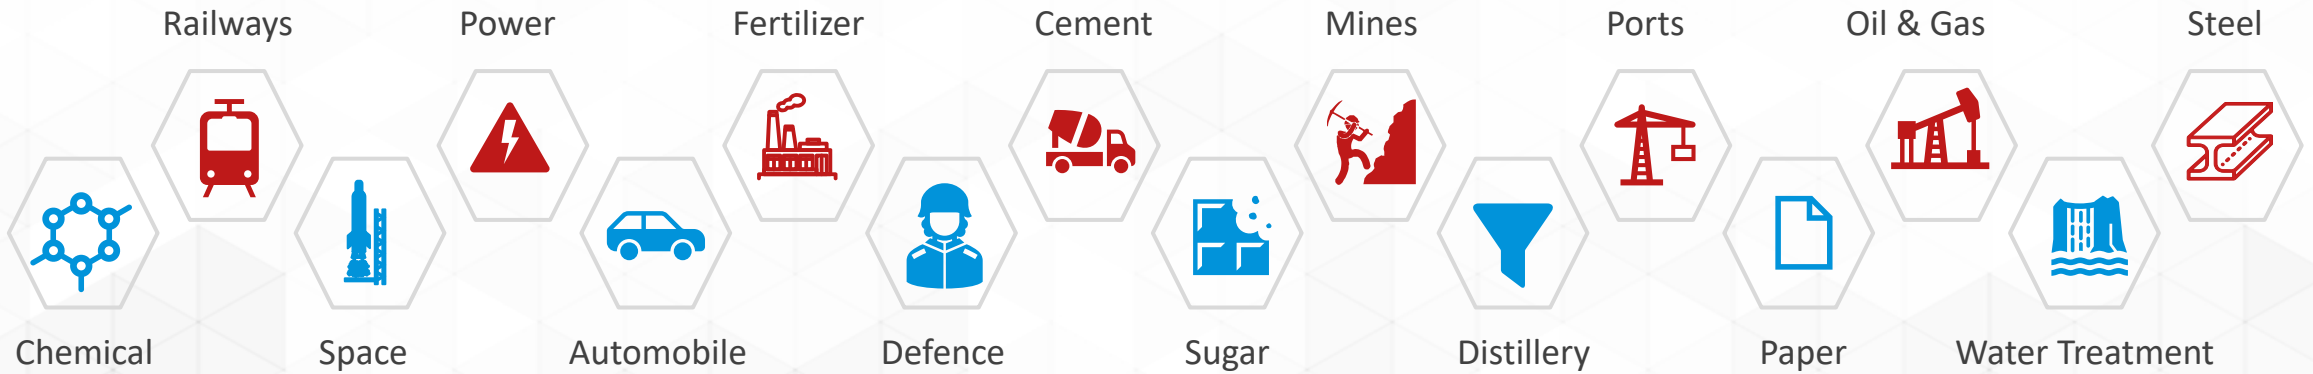 Railways
Power
Fertilizer
Cement
Mines
Ports
Oil & Gas
Steel
Chemical
Space
Automobile
Defence
Sugar
Distillery
Paper
Water Treatment